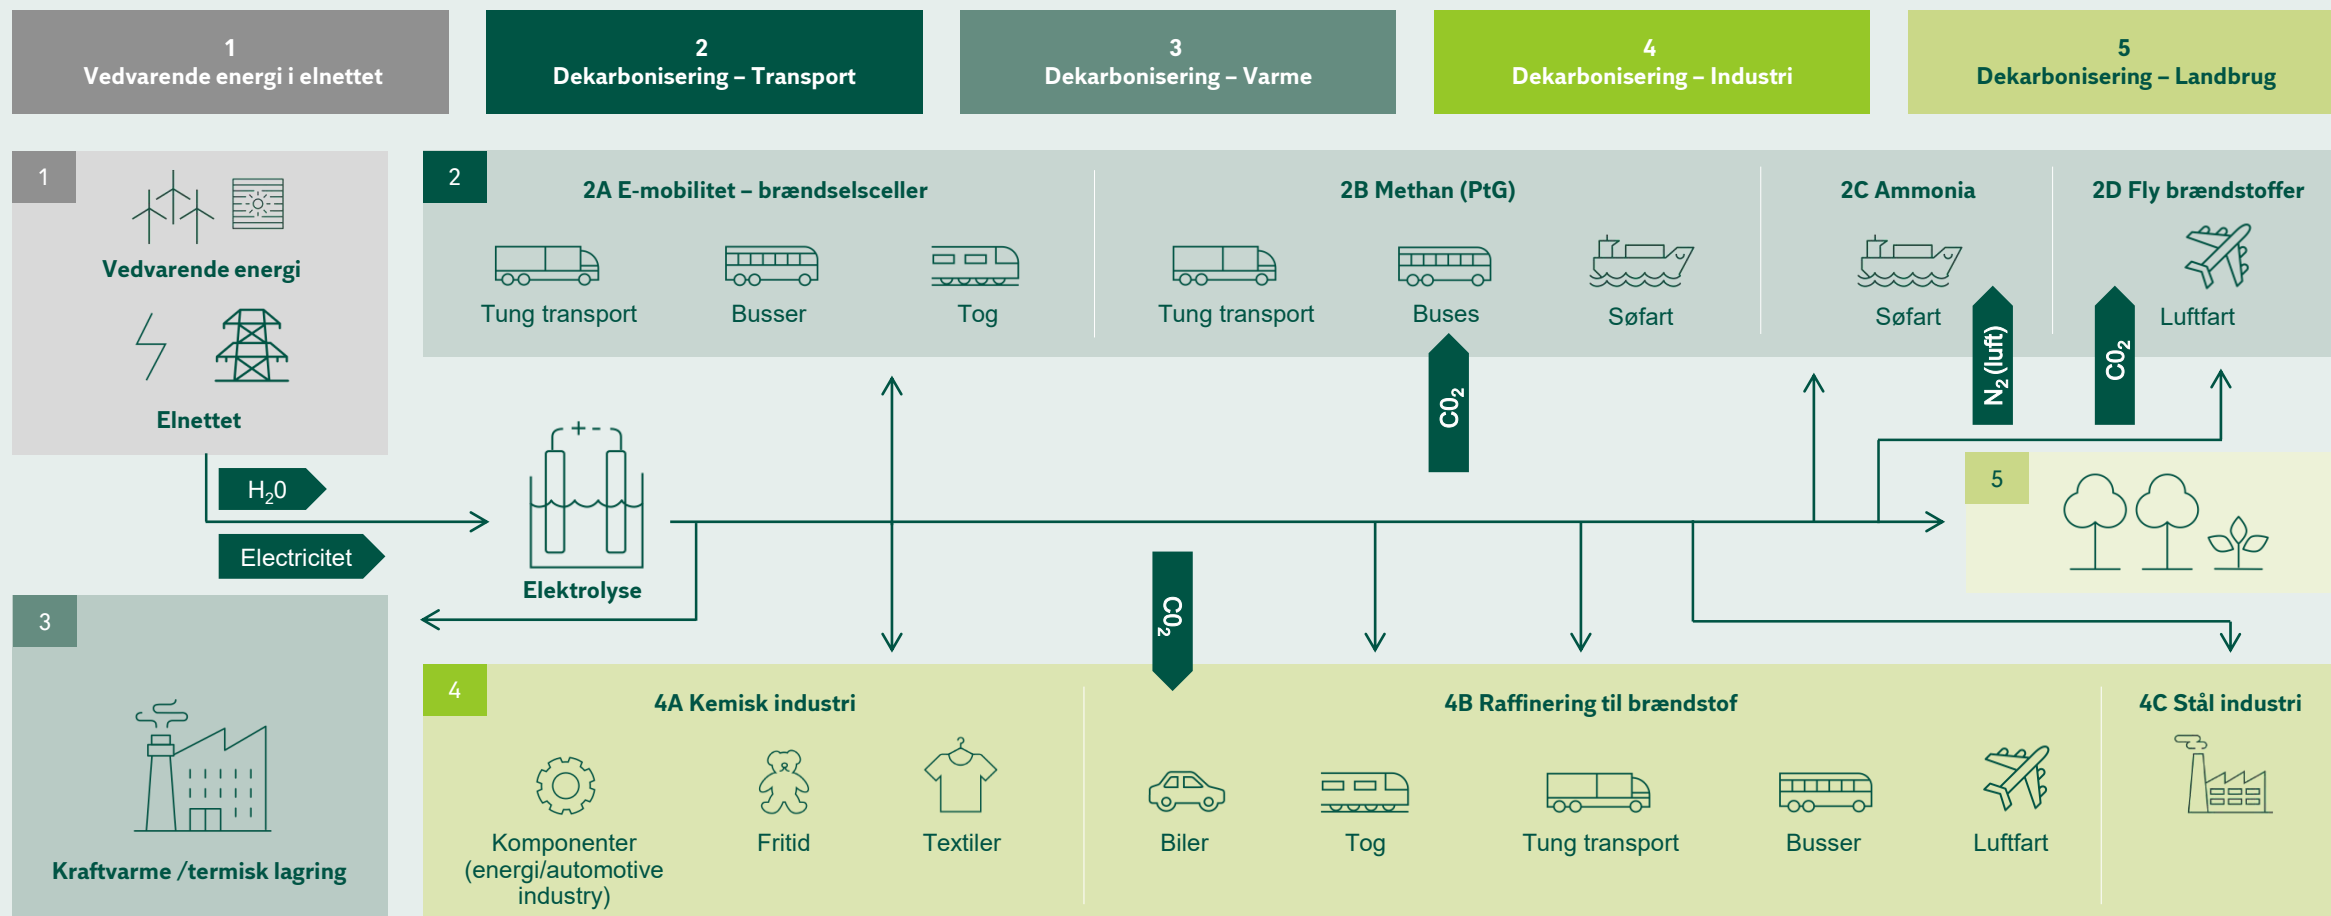 1
Vedvarende energi i elnettet
2
Dekarbonisering – Transport
3
Dekarbonisering – Varme
4
Dekarbonisering – Industri
5
Dekarbonisering – Landbrug
1
Vedvarende energi
Elnettet
2
2A E-mobilitet – brændselsceller
Tung transport
Busser
Tog
2B Methan (PtG)
Tung transport
Buses
Søfart
2C Ammonia
Søfart
2D Fly brændstoffer
Luftfart
C0₂
N₂ (luft)
C0₂
H₂0
Electricitet
+ - -
Elektrolyse
C0₂
5
3
Kraftvarme /termisk lagring
4
4A Kemisk industri
Komponenter
(energi/automotive
industry)
Fritid
Textiler
4B Raffinering til brændstof
Biler
Tog
Tung transport
Busser
Luftfart
4C Stål industri